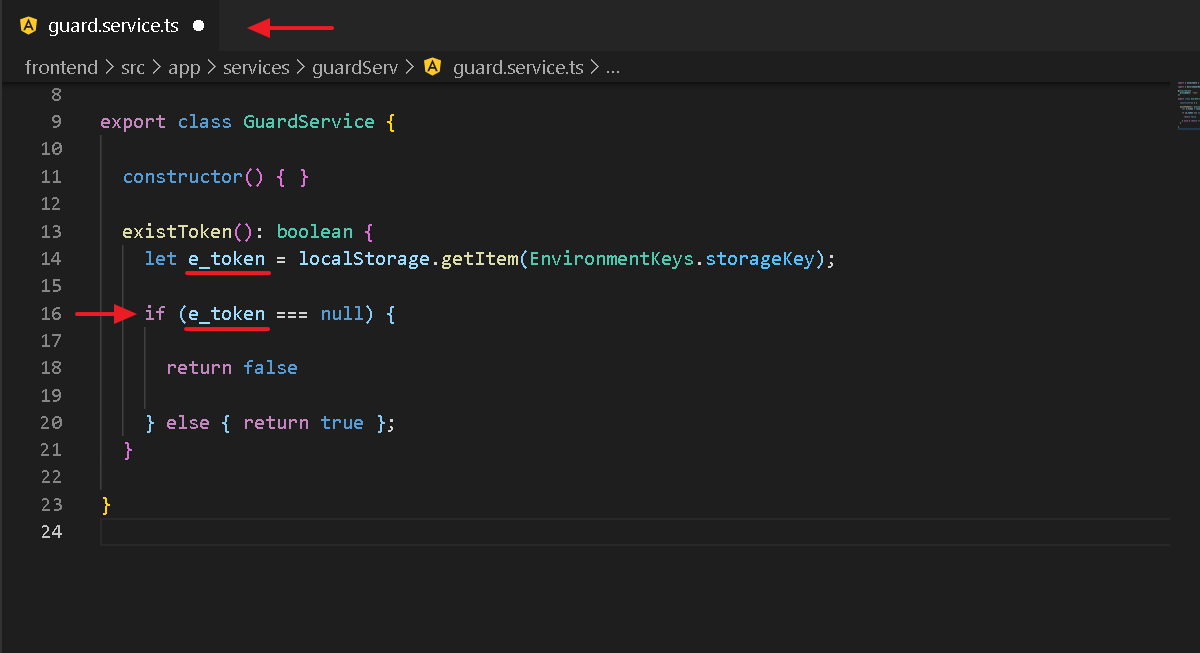 guard.service.ts
frontend > src > app > services > guardServ > guard.service.ts > ...
8
9 export class GuardService {
10
11 constructor() { }
12
13 existToken(): boolean {
14 let e_token = localStorage.getItem(EnvironmentKeys.storageKey);
15
16 if (e_token === null) {
17
18 return false
19
20 } else { return true };
21 }
22
23 }
24